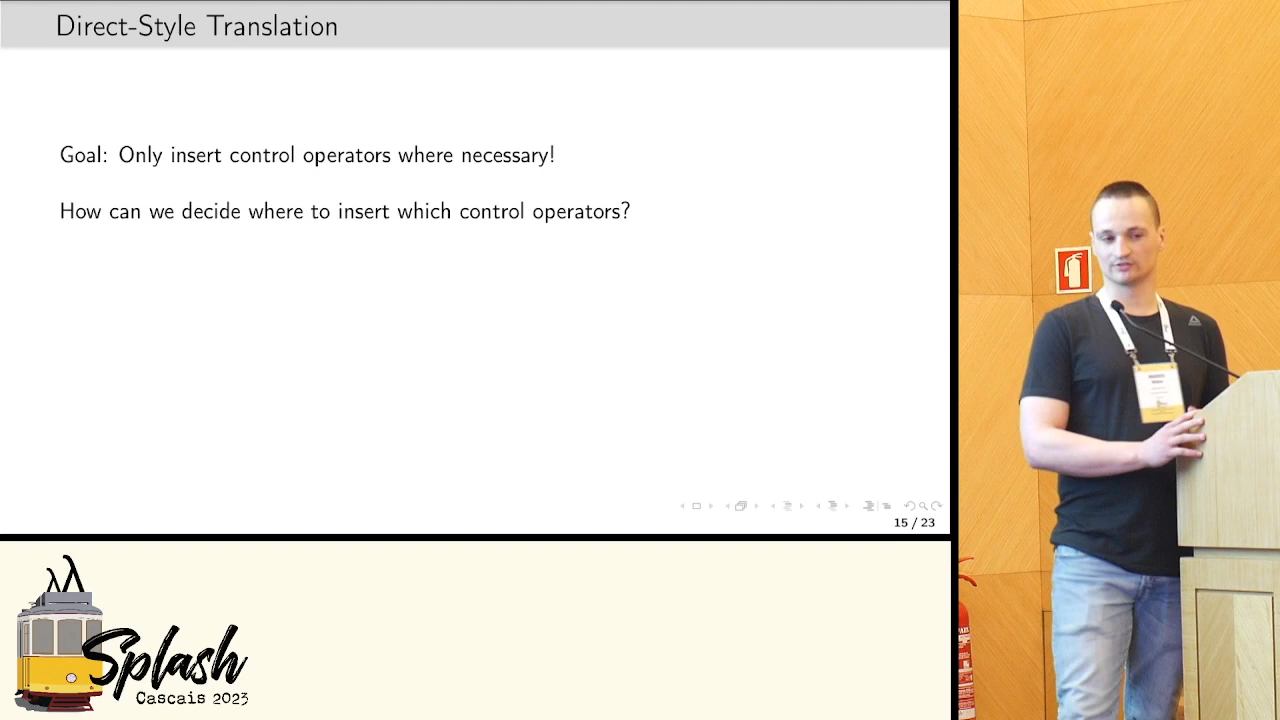 Direct-Style Translation
Goal: Only insert control operators where necessary!
How can we decide where to insert which control operators?
15 / 23
Splash
Cascais 2023